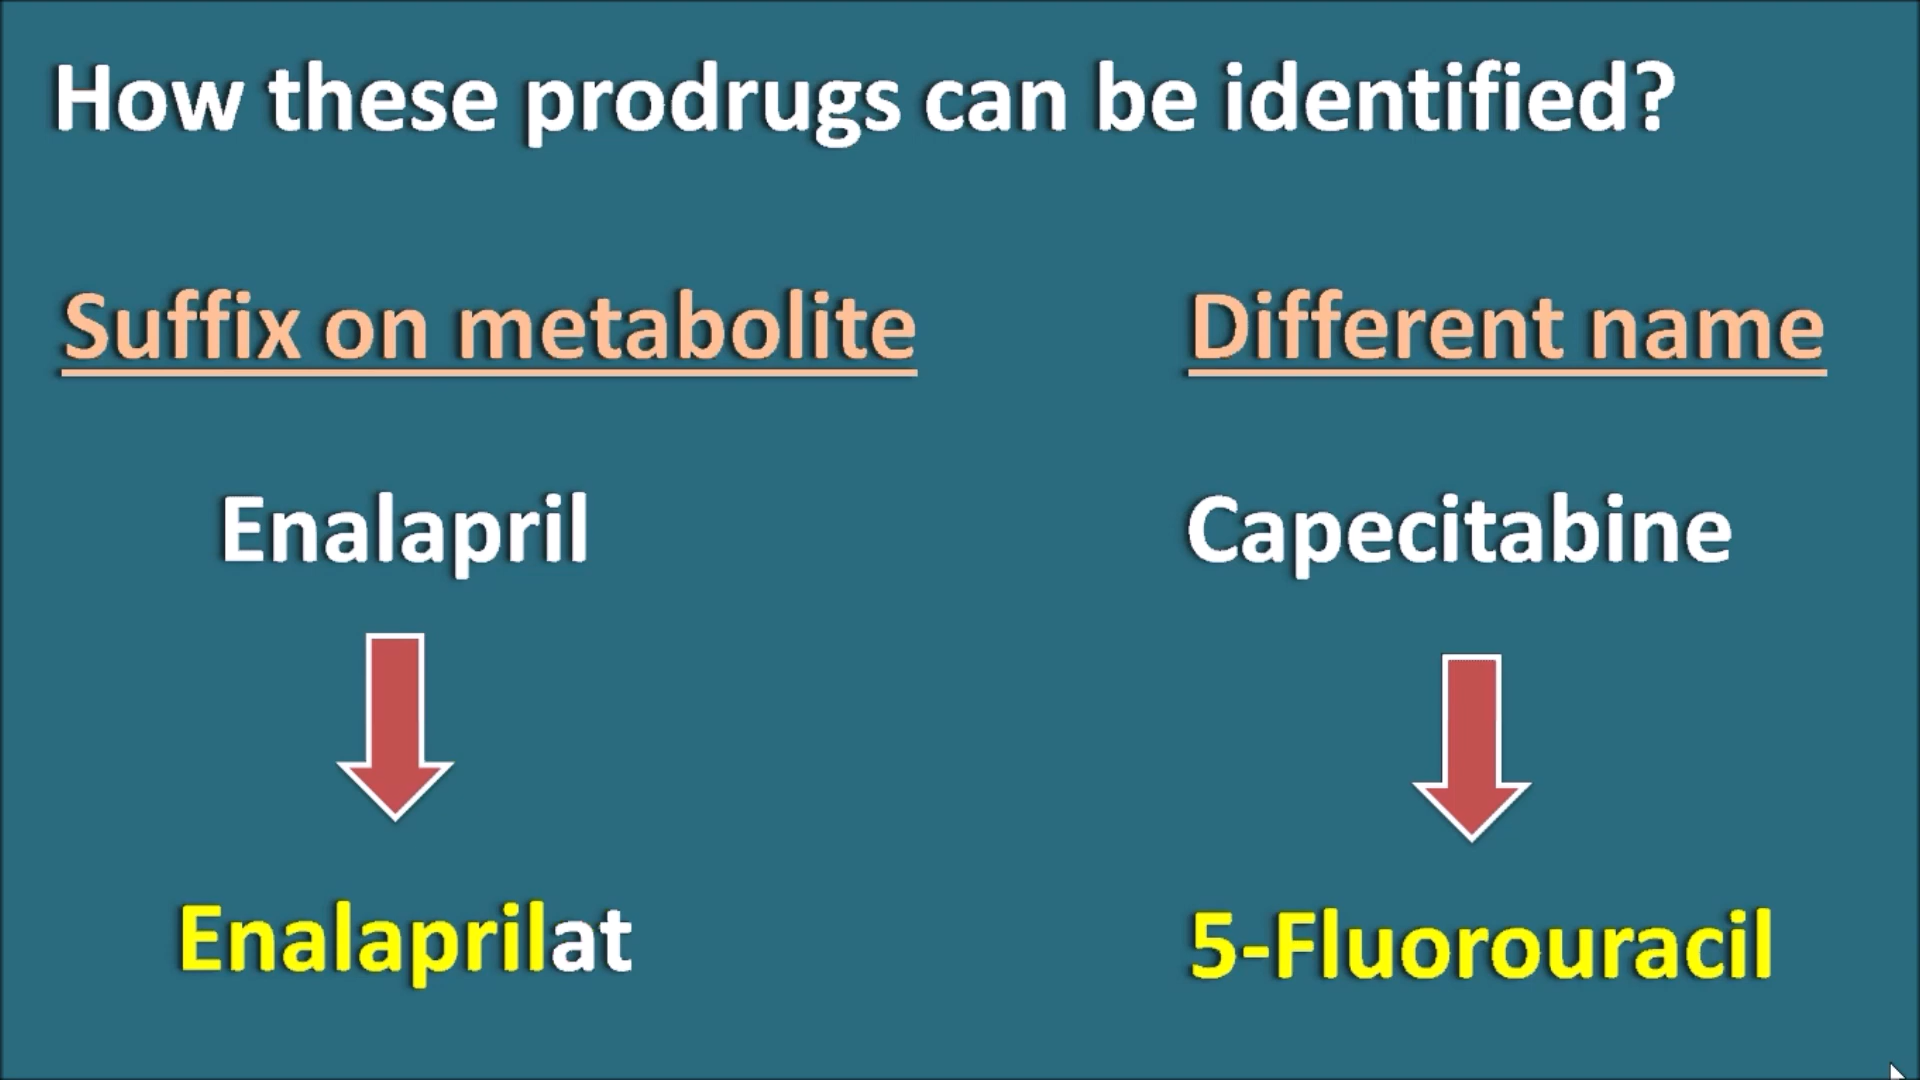 How these prodrugs can be identified?
Suffix on metabolite
Different name
Enalapril
Capecitabine
Enalaprilat
5-Fluorouracil